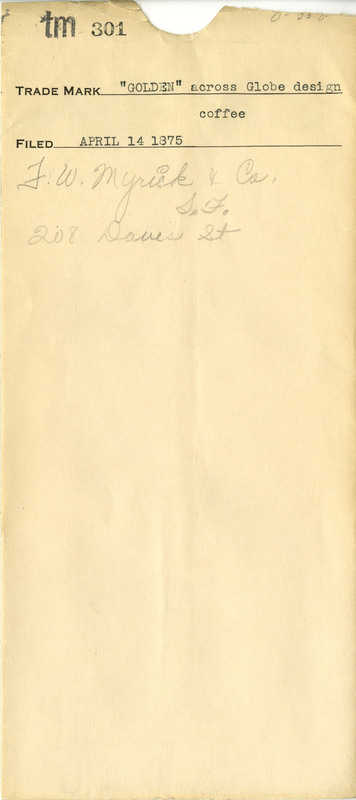 tm 301
TRADE MARK "GOLDEN" across Globe design
coffee
FILED APRIL 14 1875
F. W. Myrick & Co.
S. F.
208 Davis St